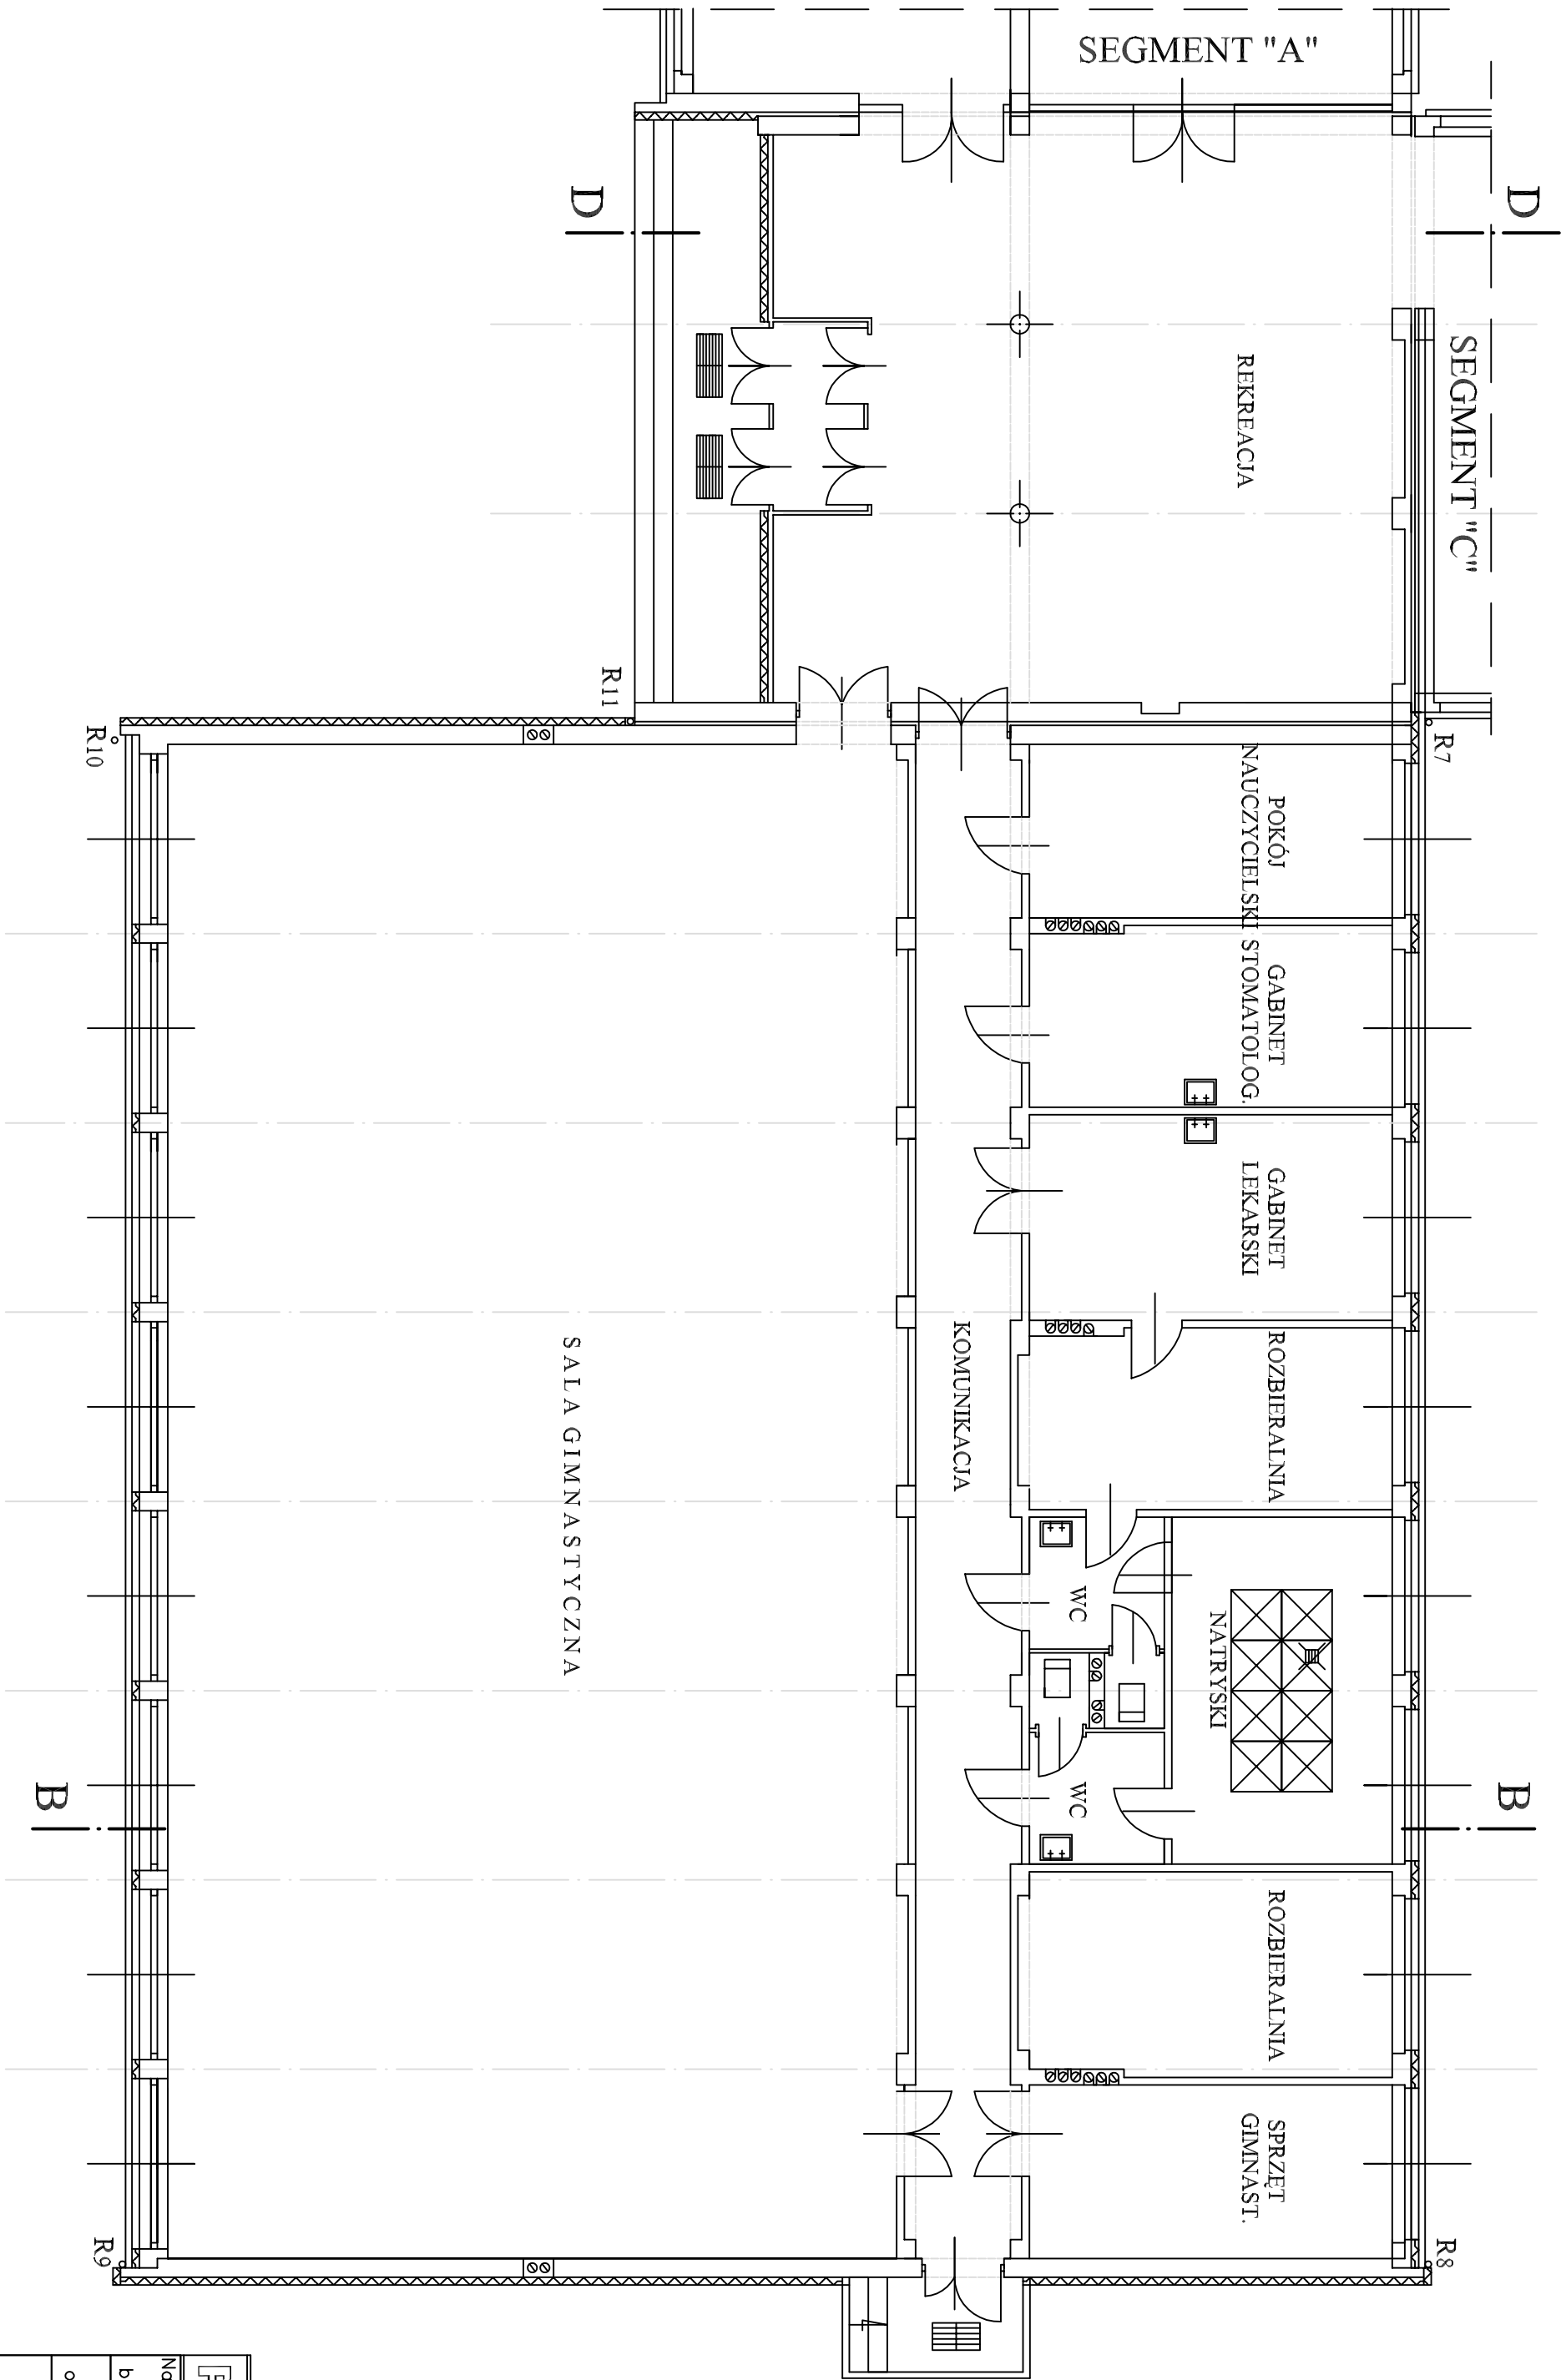 SEGMENT "A"
D
D
SEGMENT "C"
REKREACJA
R11
R10
R7
POKÓJ
NAUCZYCIELSKI
GABINET
STOMATOLOG.
GABINET
LEKARSKI
KOMUNIKACJA
ROZBIERALNIA
SALA GIMNASTYCZNA
WC
NATRYSKI
WC
B
B
ROZBIERALNIA
SPRZĘT
GIMNAST.
R9
R8